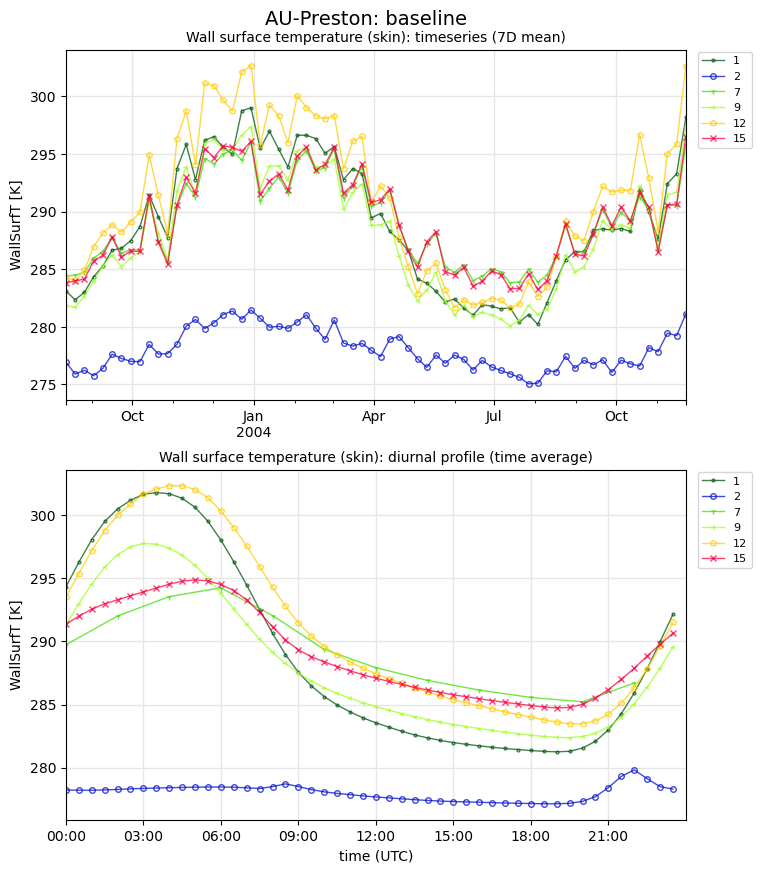 AU-Preston: baseline
Wall surface temperature (skin): timeseries (7D mean)
WallSurfT [K]
300
295
290
285
280
275
Oct
Jan
2004
Apr
Jul
Oct
1
2
7
9
12
15
Wall surface temperature (skin): diurnal profile (time average)
WallSurfT [K]
300
295
290
285
280
00:00
03:00
06:00
09:00
12:00
15:00
18:00
21:00
time (UTC)
1
2
7
9
12
15